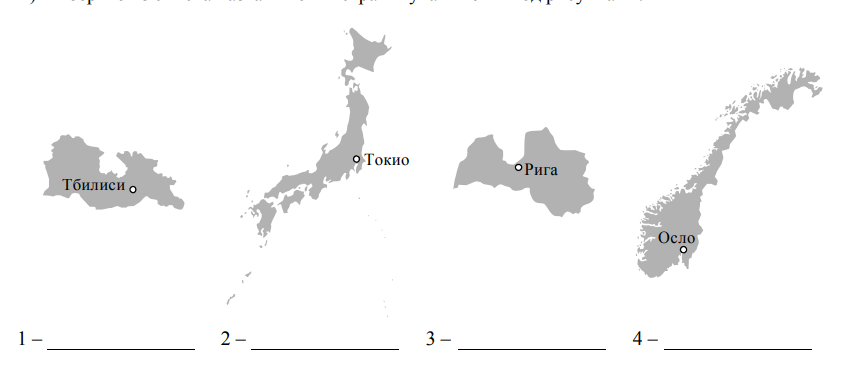 Токио
Тбилиси
Рига
Осло
1 – 2 – 3 – 4 –